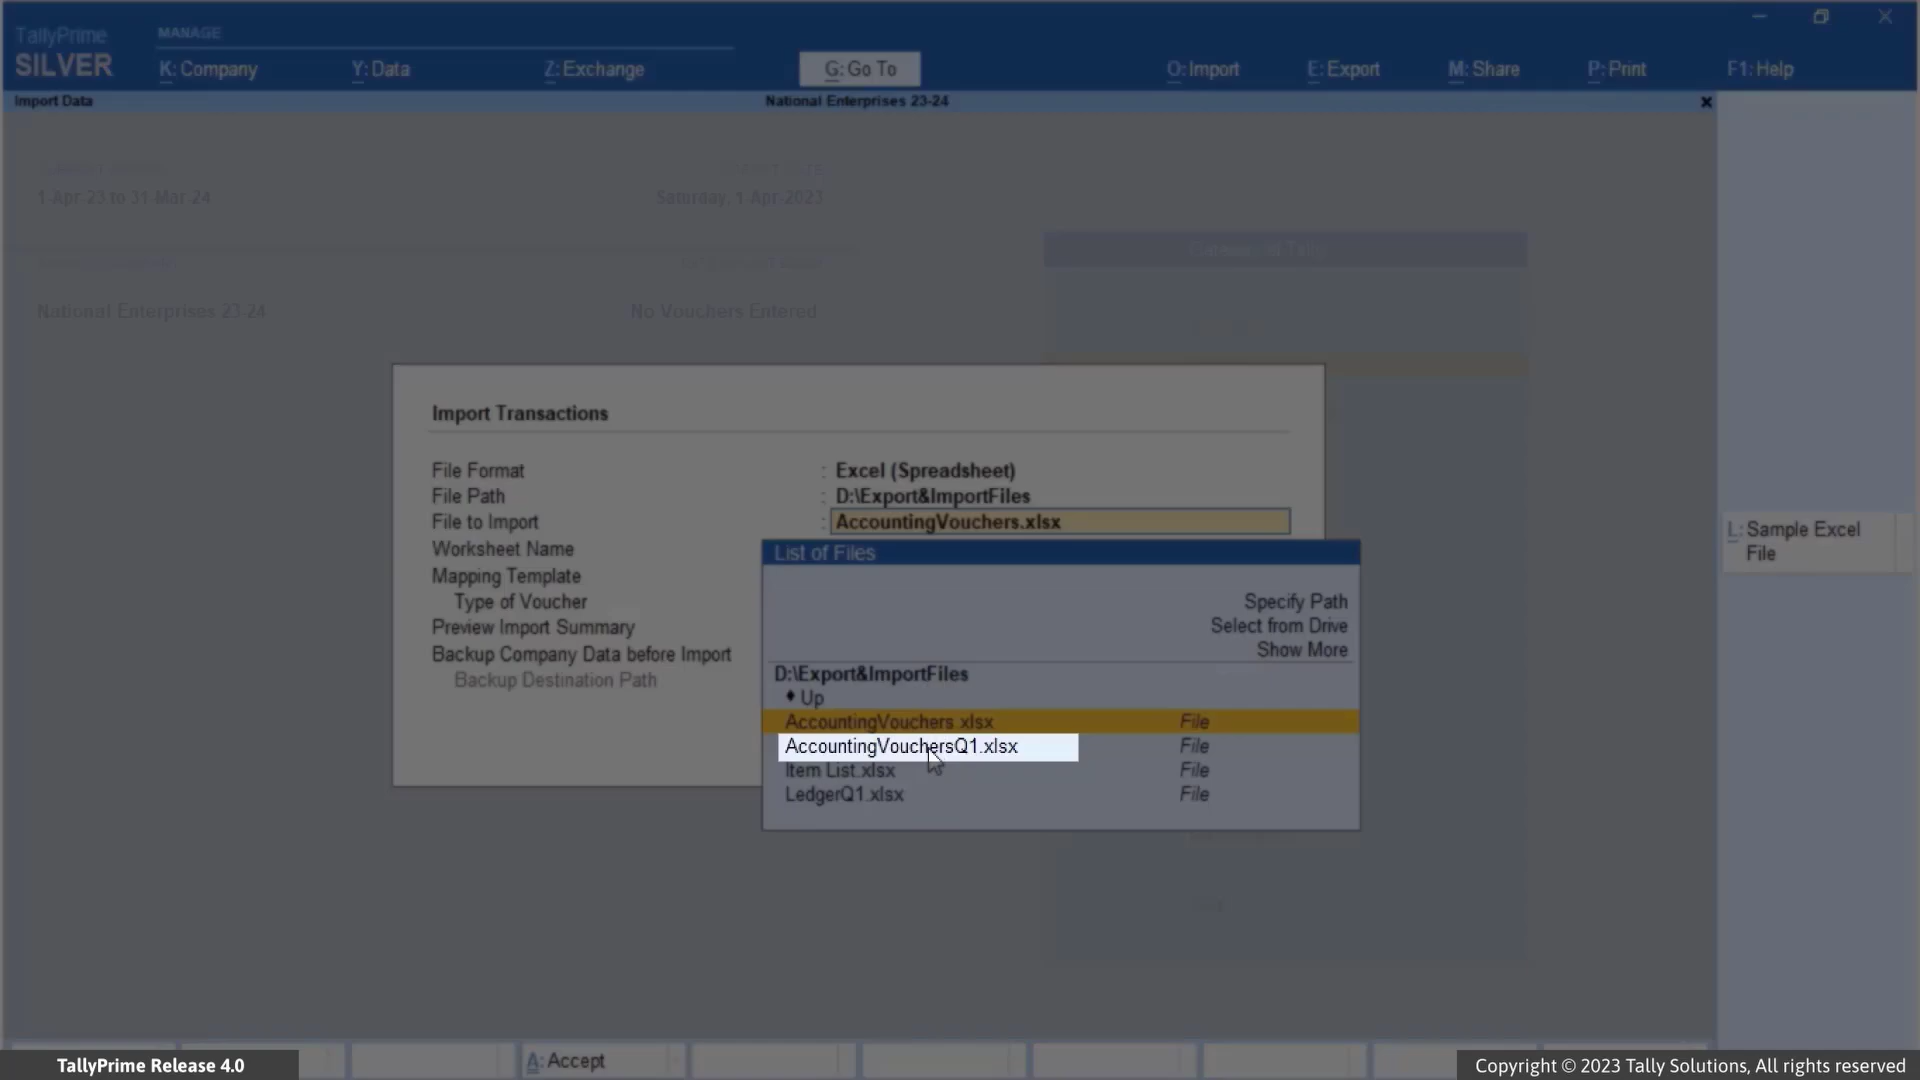 TallyPrime
SILVER
MANAGE
K: Company
Y: Data
Z: Exchange
G: Go To
O: Import
E: Export
M: Share
P: Print
F1: Help
Import Data
National Enterprises 23-24
1-Apr-23 to 31-Mar-24
Saturday, 1-Apr-2023
Gateway of Tally
National Enterprises 23-24
No Vouchers Entered
Import Transactions
File Format : Excel (Spreadsheet)
File Path : D:\Export&ImportFiles
File to Import : AccountingVouchers.xlsx
Worksheet Name
Mapping Template
Type of Voucher
Preview Import Summary
Backup Company Data before Import
Backup Destination Path
List of Files
Specify Path
Select from Drive
Show More
D:\Export&ImportFiles
♦ Up
AccountingVouchers.xlsx File
AccountingVouchersQ1.xlsx File
Item List.xlsx File
LedgerQ1.xlsx File
L: Sample Excel
File
A: Accept
TallyPrime Release 4.0
Copyright © 2023 Tally Solutions, All rights reserved